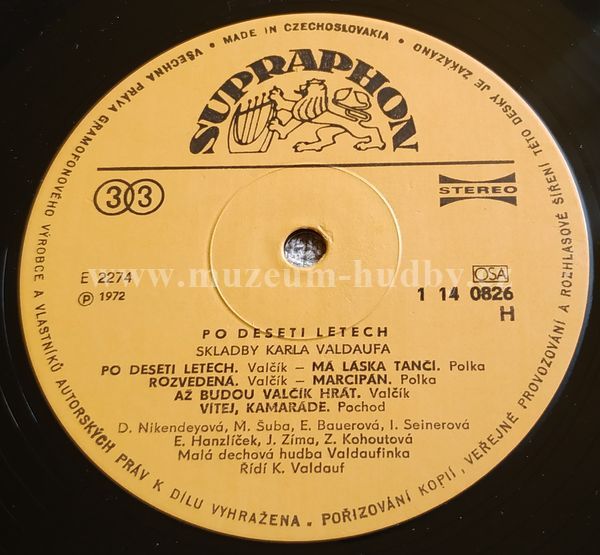 VŠECHNA PRÁVA GRAMOFONOVÉHO VÝROBCE A VLASTNÍKŮ AUTORSKÝCH PRÁV K DÍLU VYHRAŽENA. POŘIZOVÁNÍ KOPIÍ, VEŘEJNÉ PROVOZOVÁNÍ A ROZHLASOVÉ ŠÍŘENÍ TÉTO DESKY JE ZAKÁZÁNO • MADE IN CZECHOSLOVAKIA •
SUPRAPHON
33
STEREO
E 2274
OSA
www.muzeum-hudby.
℗ 1972
1 14 0826
H
PO DESETI LETECH
SKLADBY KARLA VALDAUFA
PO DESETI LETECH. Valčík – MÁ LÁSKA TANČÍ. Polka
ROZVEDENÁ. Valčík – MARCIPÁN. Polka
AŽ BUDOU VALČÍK HRÁT. Valčík
VÍTEJ, KAMARÁDE. Pochod
D. Nikendeyová, M. Šuba, E. Bauerová, I. Seinerová
E. Hanzlíček, J. Zíma, Z. Kohoutová
Malá dechová hudba Valdaufinka
Řídí K. Valdauf